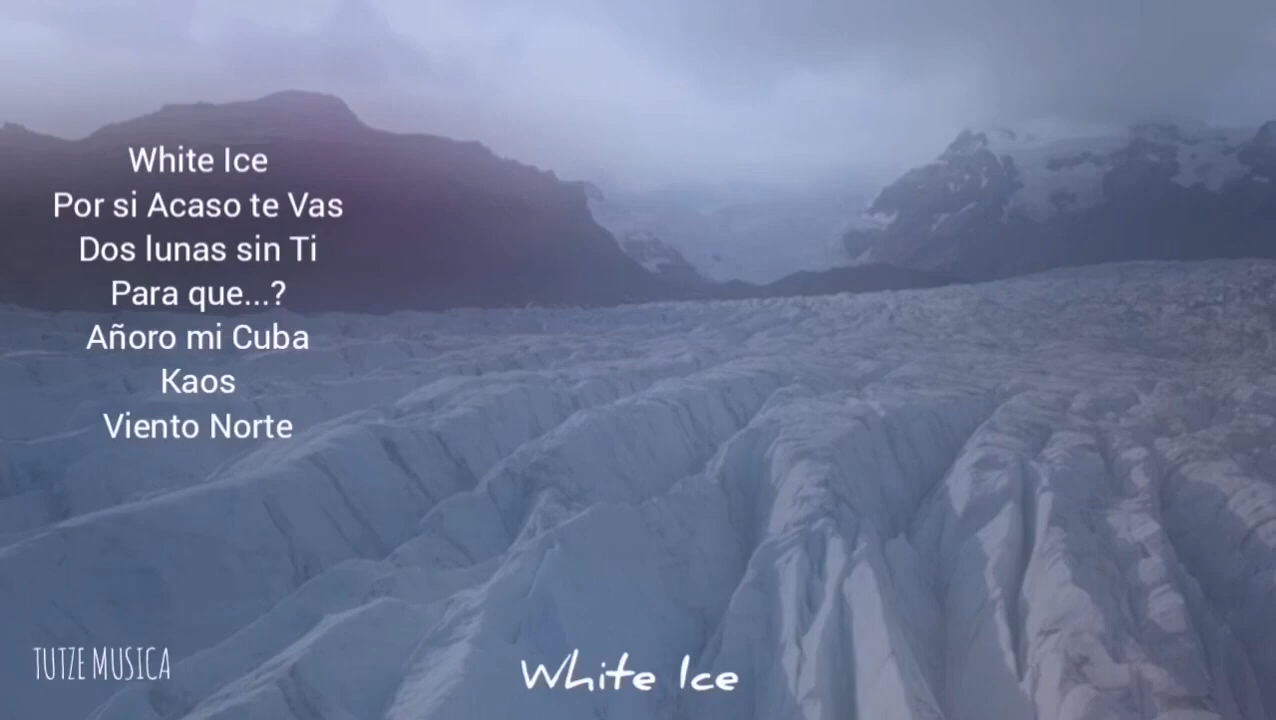 White Ice
Por si Acaso te Vas
Dos lunas sin Ti
Para que...?
Añoro mi Cuba
Kaos
Viento Norte
TUTZE MUSICA
White Ice